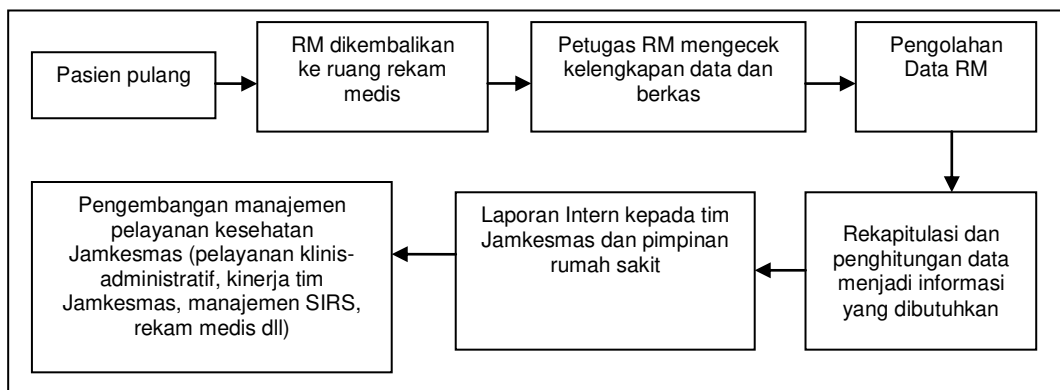 Pasien pulang
RM dikembalikan
ke ruang rekam
medis
Petugas RM mengecek
kelengkapan data dan
berkas
Pengolahan
Data RM
Rekapitulasi dan
penghitungan data
menjadi informasi
yang dibutuhkan
Laporan Intern kepada tim
Jamkesmas dan pimpinan
rumah sakit
Pengembangan manajemen
pelayanan kesehatan
Jamkesmas (pelayanan klinis-
administratif, kinerja tim
Jamkesmas, manajemen SIRS,
rekam medis dll)